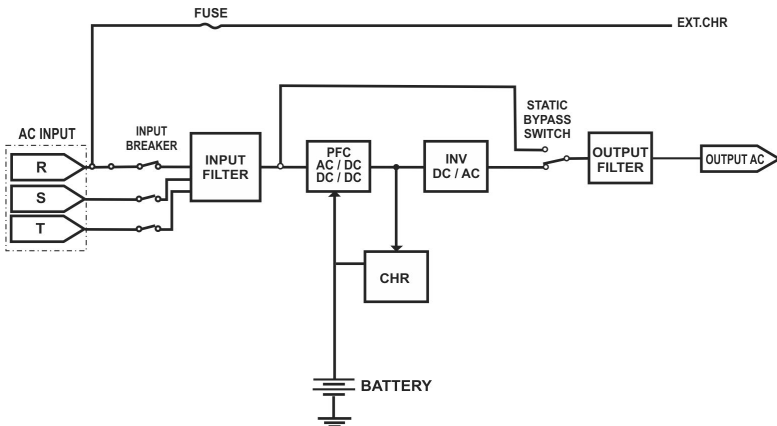 FUSE
EXT.CHR
STATIC
BYPASS
SWITCH
AC INPUT
INPUT
BREAKER
R
S
T
INPUT
FILTER
PFC
AC / DC
DC / DC
INV
DC / AC
OUTPUT
FILTER
OUTPUT AC
CHR
BATTERY